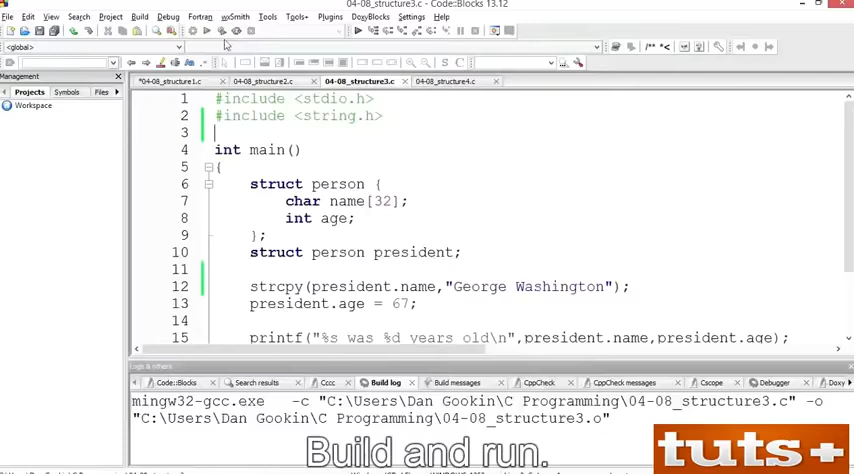 04-08_structure3.c - Code::Blocks 13.12
File Edit View Search Project Build Debug Fortran wxSmith Tools Tools+ Plugins DoxyBlocks Settings Help
<global>
/** *<
Management
*04-08_structure1.c 04-08_structure2.c 04-08_structure3.c 04-08_structure4.c
Projects Symbols Files
Workspace
1 #include <stdio.h>
2 #include <string.h>
3
4 int main()
5 {
6 struct person {
7 char name[32];
8 int age;
9 };
10 struct person president;
11
12 strcpy(president.name,"George Washington");
13 president.age = 67;
14
15 printf("%s was %d years old\n",president.name,president.age);
Logs & others
Code::Blocks Search results Cccc Build log Build messages CppCheck CppCheck messages Cscope Debugger Doxy
mingw32-gcc.exe -c "C:\Users\Dan Gookin\C Programming\04-08_structure3.c" -o
"C:\Users\Dan Gookin\C Programming\04-08_structure3.o"
Build and run.
tuts+